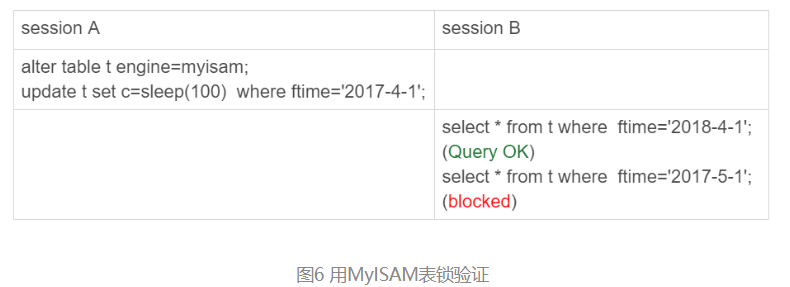 session A
session B
alter table t engine=myisam;
update t set c=sleep(100)  where ftime='2017-4-1';
select * from t where  ftime='2018-4-1';
(Query OK)
select * from t where  ftime='2017-5-1';
(blocked)
图6 用MyISAM表锁验证